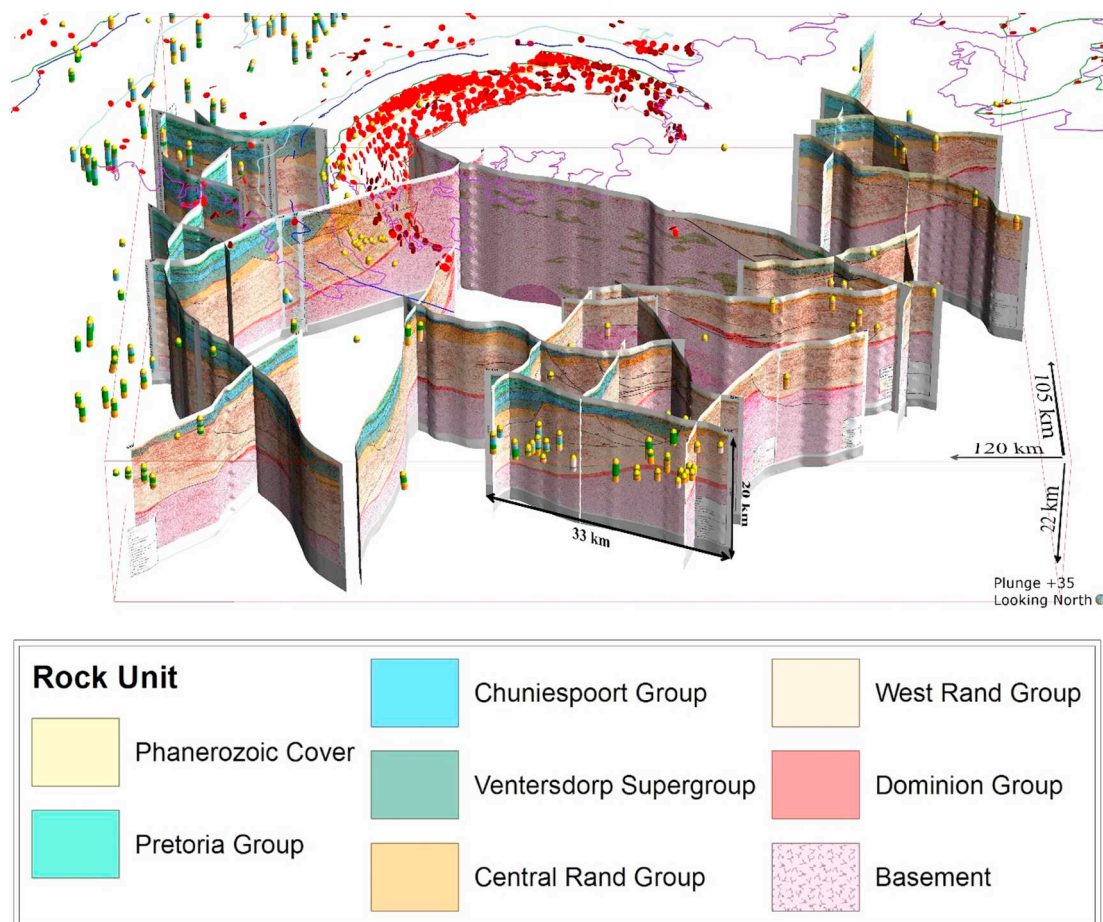 105 km
120 km
20 km
22 km
33 km
Plunge +35
Looking North
Rock Unit
Phanerozoic Cover
Pretoria Group
Chuniespoort Group
Ventersdorp Supergroup
Central Rand Group
West Rand Group
Dominion Group
Basement